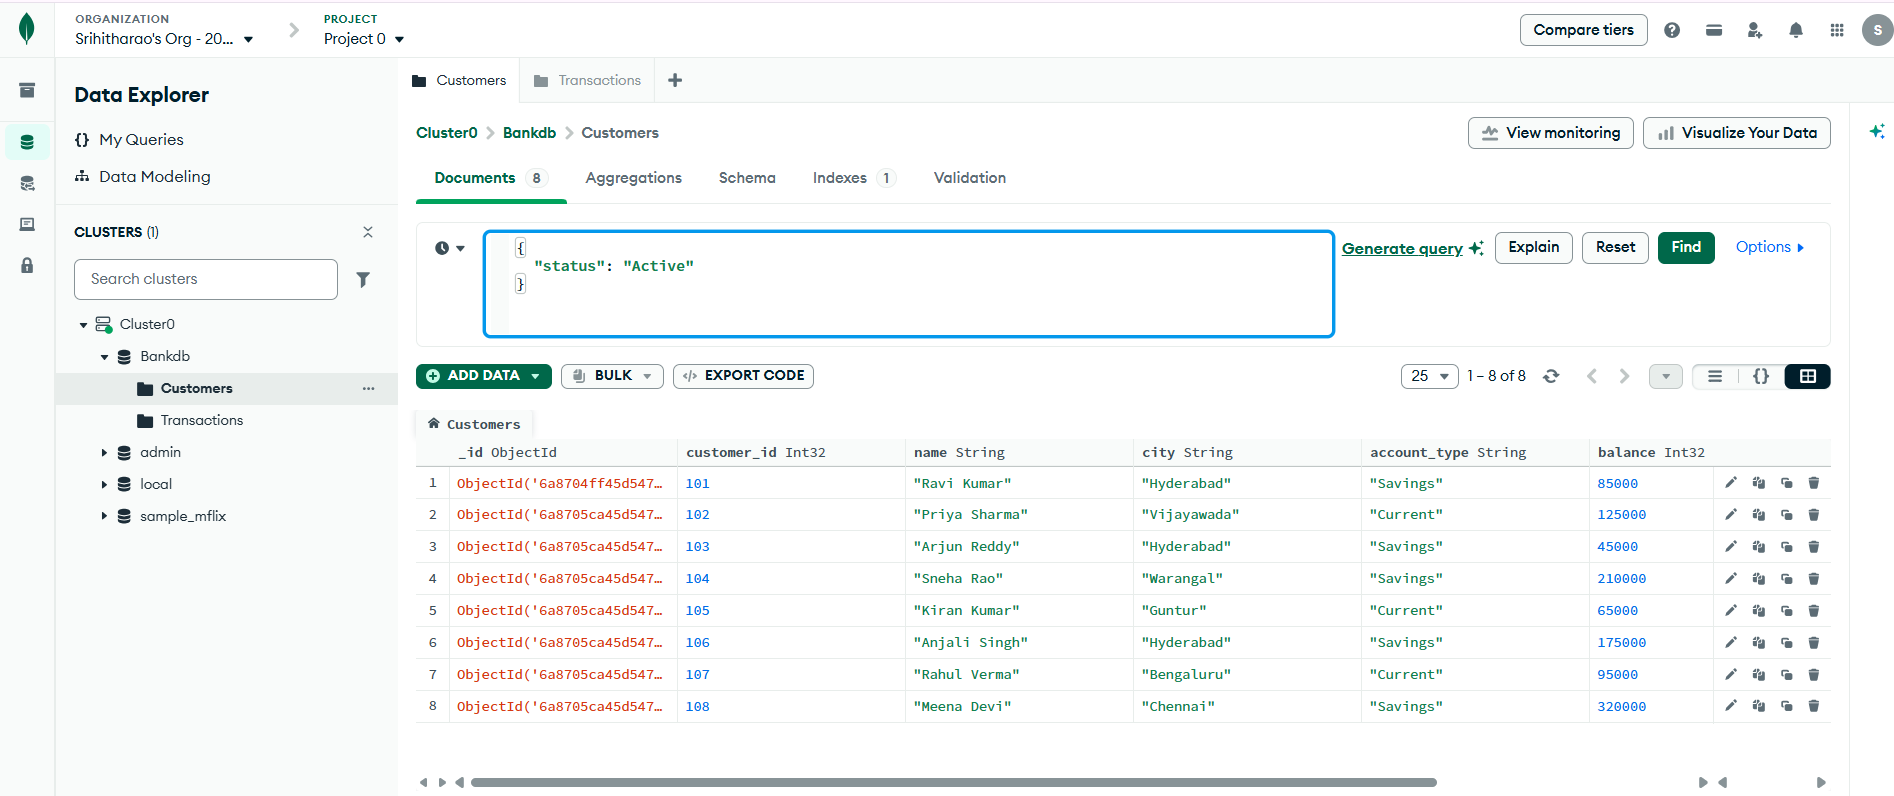 ORGANIZATION
Srihitharao's Org - 20...
PROJECT
Project 0
Compare tiers
S
Data Explorer
{} My Queries
Data Modeling
CLUSTERS (1)
Search clusters
Cluster0
Bankdb
Customers
Transactions
admin
local
sample_mflix
Customers
Transactions
Cluster0 > Bankdb > Customers
View monitoring
Visualize Your Data
Documents 8
Aggregations
Schema
Indexes 1
Validation
{
"status": "Active"
}
Generate query
Explain
Reset
Find
Options
ADD DATA
BULK
EXPORT CODE
25
1 – 8 of 8
{}
Customers
_id ObjectId customer_id Int32 name String city String account_type String balance Int32
1 ObjectId('6a8704ff45d547… 101 "Ravi Kumar" "Hyderabad" "Savings" 85000
2 ObjectId('6a8705ca45d547… 102 "Priya Sharma" "Vijayawada" "Current" 125000
3 ObjectId('6a8705ca45d547… 103 "Arjun Reddy" "Hyderabad" "Savings" 45000
4 ObjectId('6a8705ca45d547… 104 "Sneha Rao" "Warangal" "Savings" 210000
5 ObjectId('6a8705ca45d547… 105 "Kiran Kumar" "Guntur" "Current" 65000
6 ObjectId('6a8705ca45d547… 106 "Anjali Singh" "Hyderabad" "Savings" 175000
7 ObjectId('6a8705ca45d547… 107 "Rahul Verma" "Bengaluru" "Current" 95000
8 ObjectId('6a8705ca45d547… 108 "Meena Devi" "Chennai" "Savings" 320000